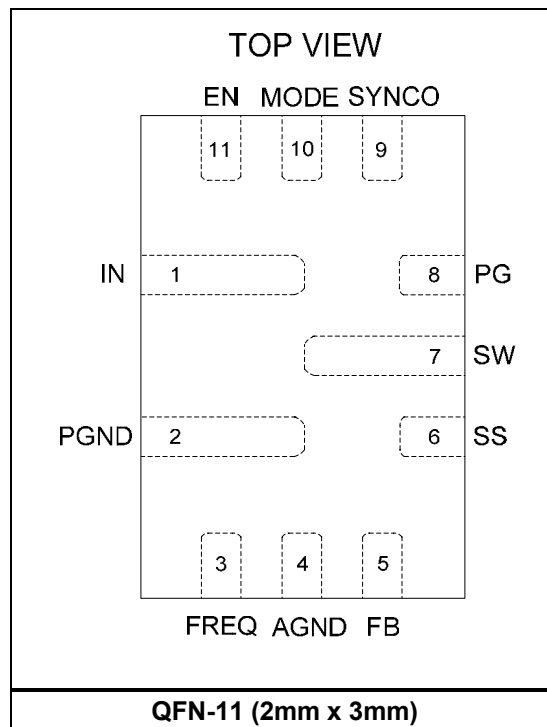 TOP VIEW
EN MODE SYNCO
11 10 9
IN 1 8 PG
7 SW
PGND 2 6 SS
3 4 5
FREQ AGND FB
QFN-11 (2mm x 3mm)